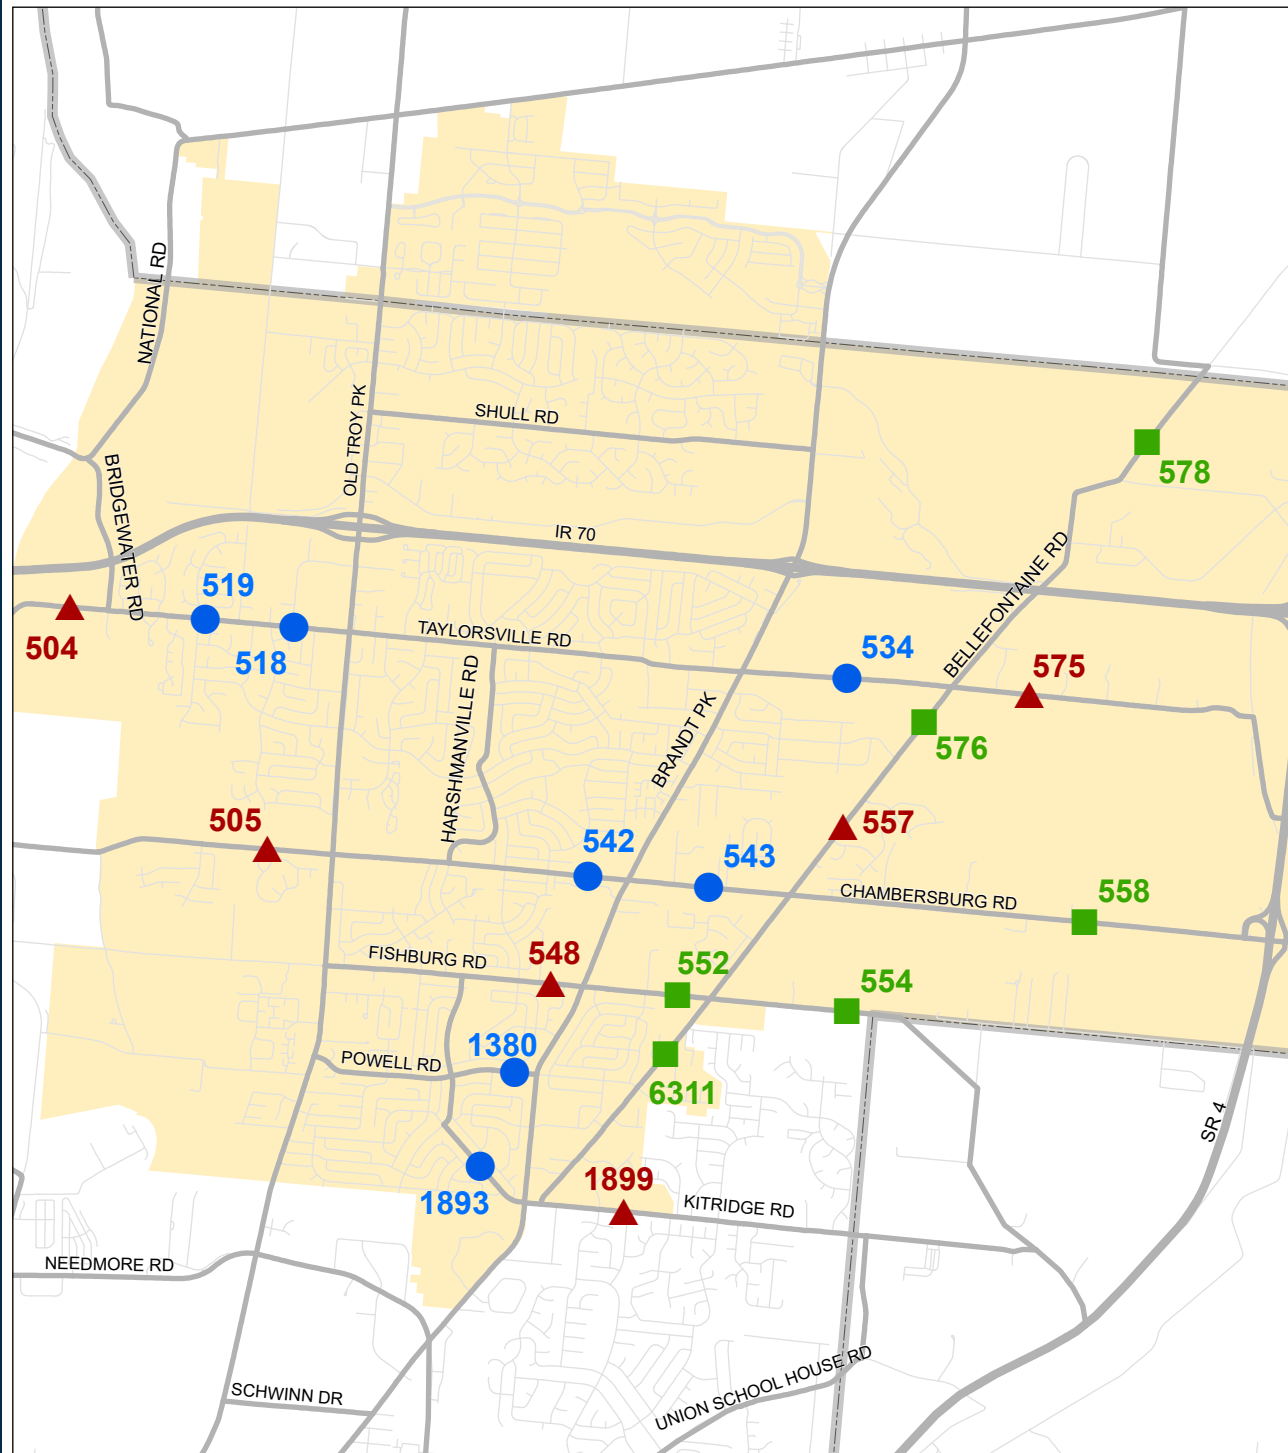 NATIONAL RD
OLD TROY PK
SHULL RD
578
BRIDGEWATER RD
IR 70
BELLEFONTAINE RD
519
504
518
TAYLORSVILLE RD
534
575
HARSHMANVILLE RD
BRANDT PK
576
505
557
542
543
CHAMBERSBURG RD
558
FISHBURG RD
548
552
554
1380
POWELL RD
6311
SR 4
1899
1893
KITRIDGE RD
NEEDMORE RD
UNION SCHOOL HOUSE RD
SCHWINN DR